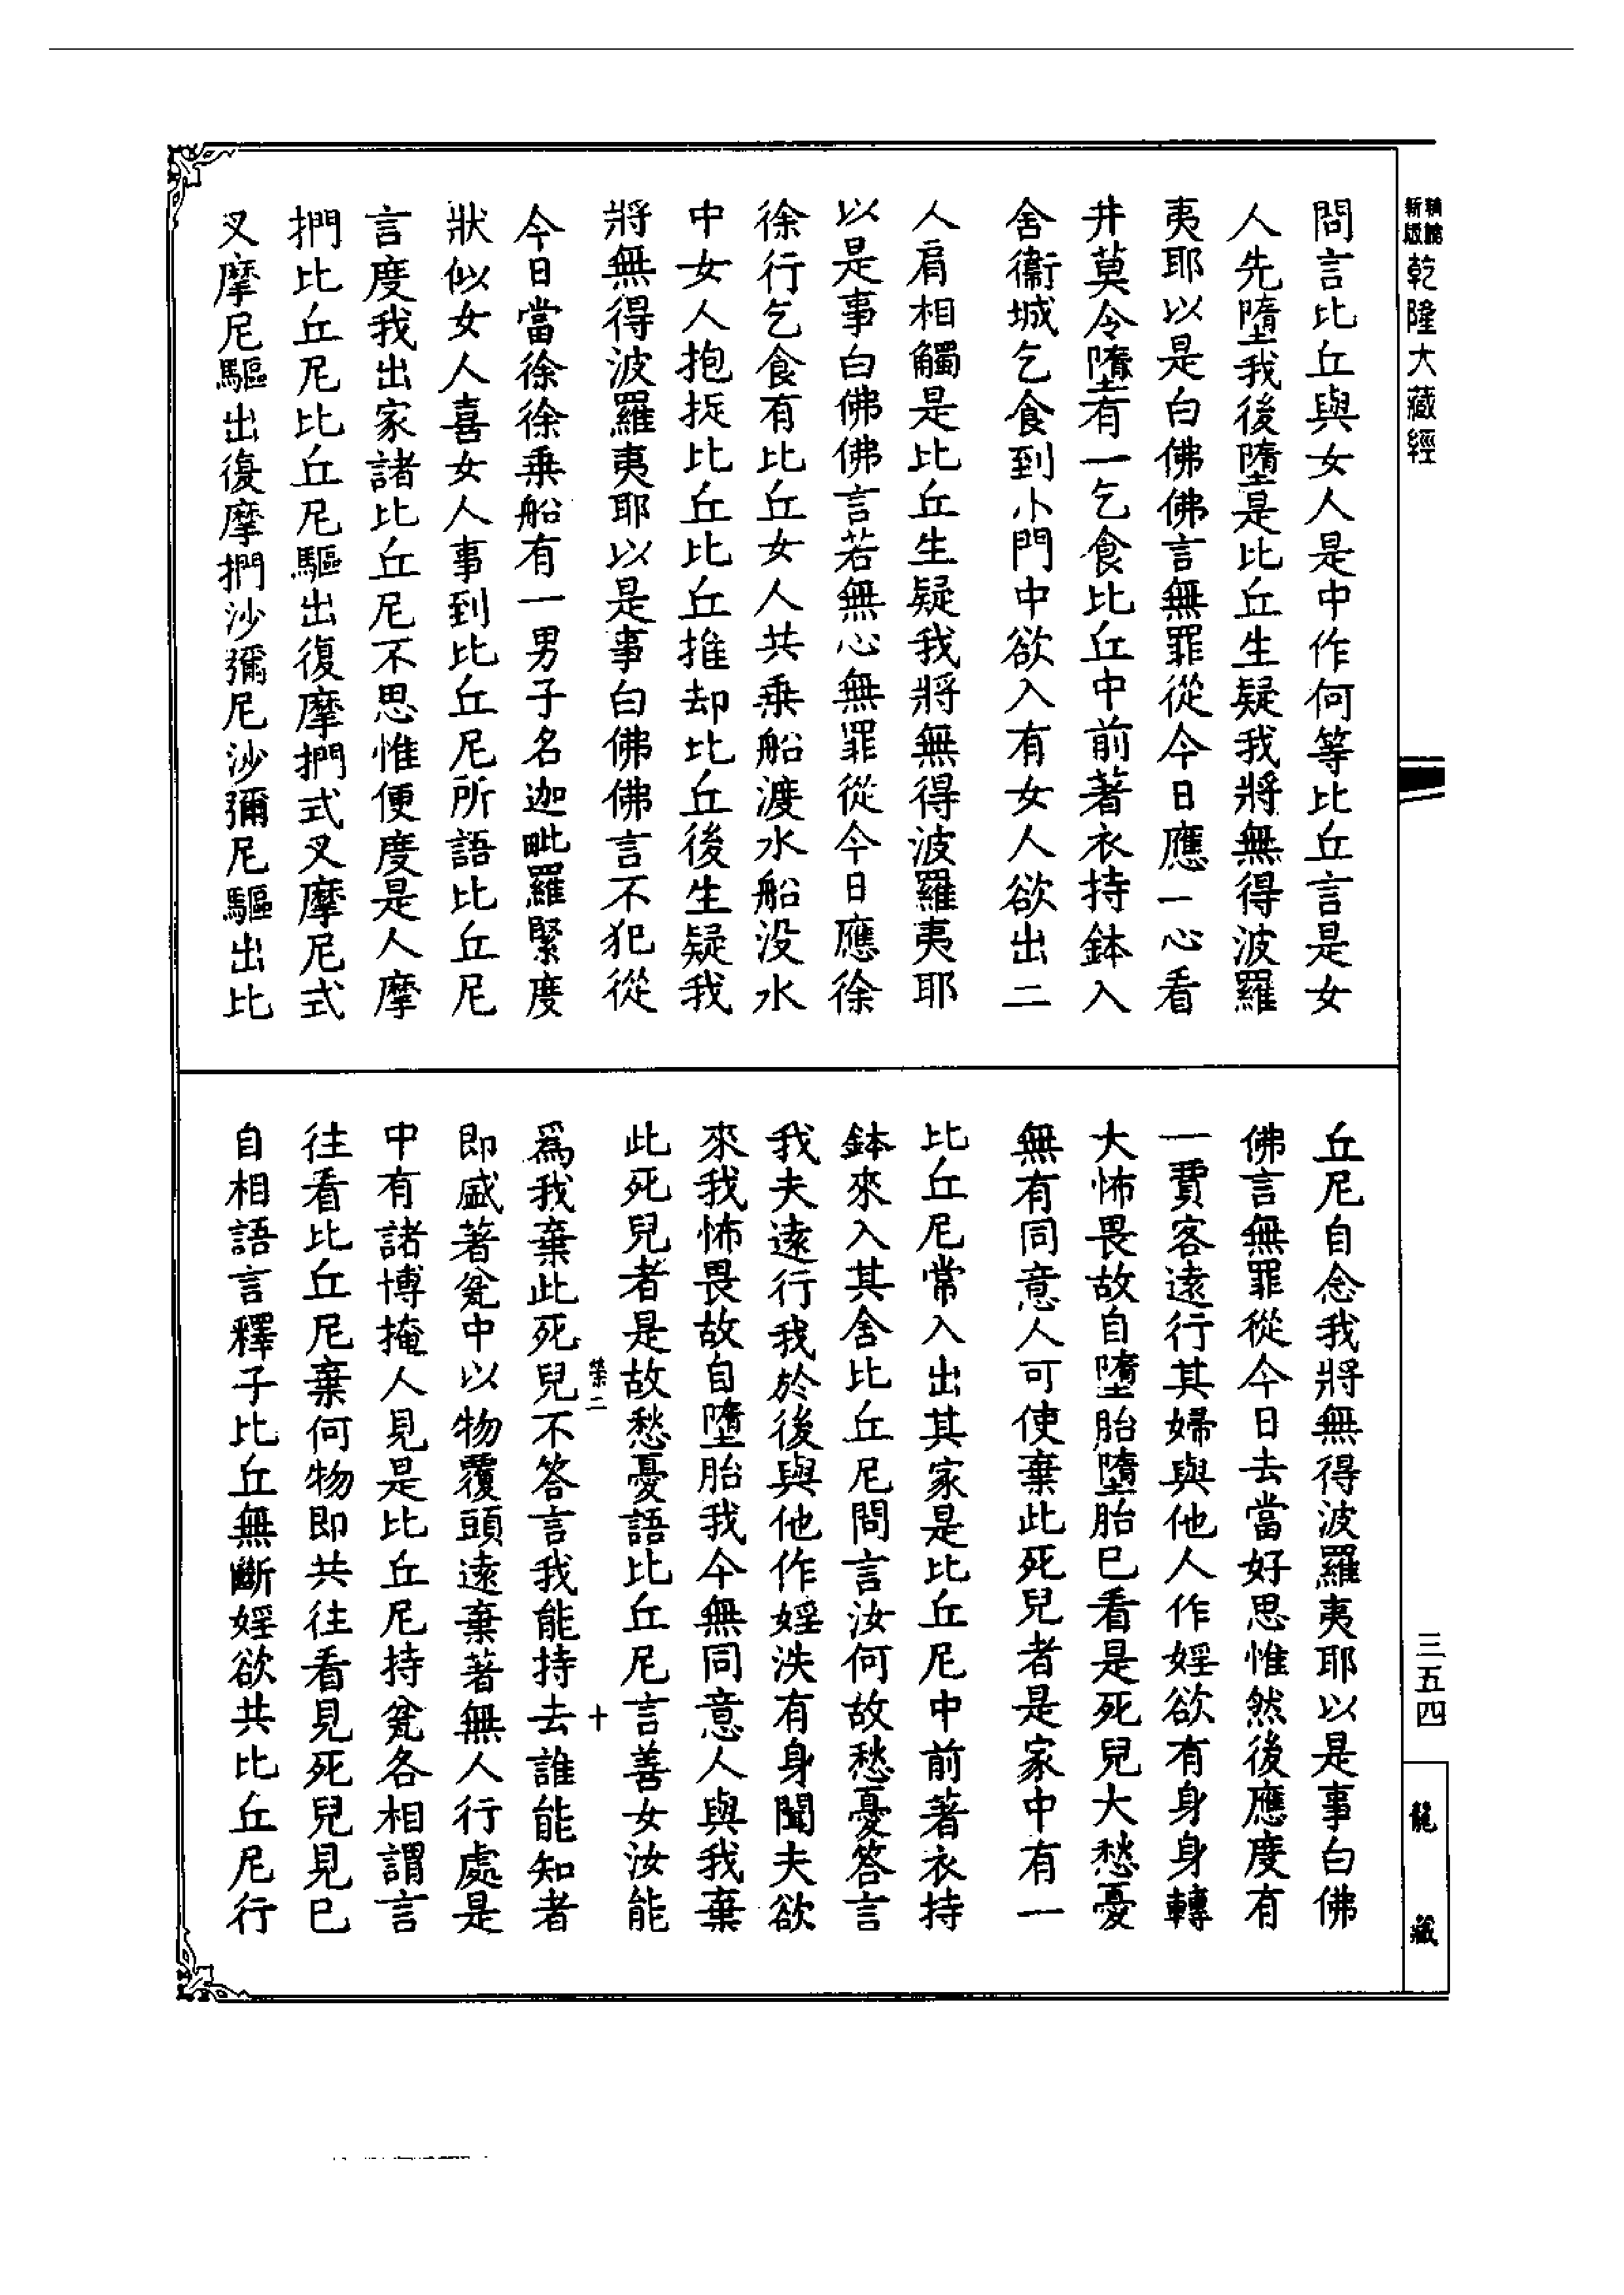 新版
精編
乾隆大藏經
問言比丘與女人是中作何等比丘言是女
人先墮我後墮是比丘生疑我將無得波羅
夷耶以是白佛佛言無罪從今日應一心看
井莫令墮有一乞食比丘中前著衣持鉢入
舍衞城乞食到小門中欲入有女人欲出二
人肩相觸是比丘生疑我將無得波羅夷耶
以是事白佛佛言若無心無罪從今日應徐
徐行乞食有比丘女人共乗船渡水船没水
中女人抱捉比丘比丘推却比丘後生疑我
將無得波羅夷耶以是事白佛佛言不犯從
今日當徐徐乗船有一男子名迦毗羅緊度
狀似女人喜女人事到比丘尼所語比丘尼
言度我出家諸比丘尼不思惟便度是人摩
捫比丘尼比丘尼驅出復摩捫式叉摩尼式
叉摩尼驅出復摩捫沙彌尼沙彌尼驅出比
丘尼自念我將無得波羅夷耶以是事白佛
佛言無罪從今日去當好思惟然後應度有
一賈客遠行其婦與他人作婬欲有身身轉
大怖畏故自墮胎墮胎已看是死兒大愁憂
無有同意人可使棄此死兒者是家中有一
比丘尼常入出其家是比丘尼中前著衣持
鉢來入其舍比丘尼問言汝何故愁憂答言
我夫遠行我於後與他作婬泆有身聞夫欲
來我怖畏故自墮胎我今無同意人與我棄
此死兒者是故愁憂語比丘尼言善女汝能
榮二
十
爲我棄此死兒不答言我能持去誰能知者
即盛著瓮中以物覆頭遠棄著無人行處是
中有諸博掩人見是比丘尼持瓮各相謂言
往看比丘尼棄何物即共往看見死兒見已
自相語言釋子比丘無斷婬欲共比丘尼行
三五四
龍藏